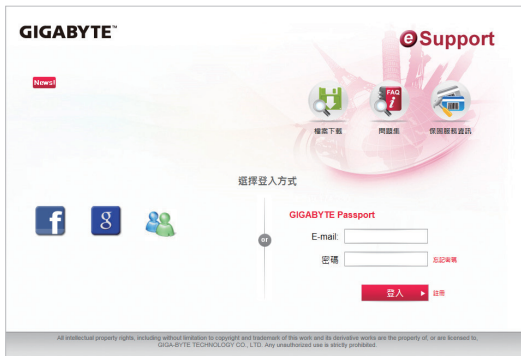 GIGABYTE™
eSupport
News!
FAQ
檔案下載
問題集
保固服務資訊
選擇登入方式
f
g
or
GIGABYTE Passport
E-mail:
密碼
忘記密碼
登入
註冊
All intellectual property rights, including without limitation to copyright and trademark of this work and its derivative works are the property of, or are licensed to,
GIGA-BYTE TECHNOLOGY CO., LTD. Any unauthorized use is strictly prohibited.